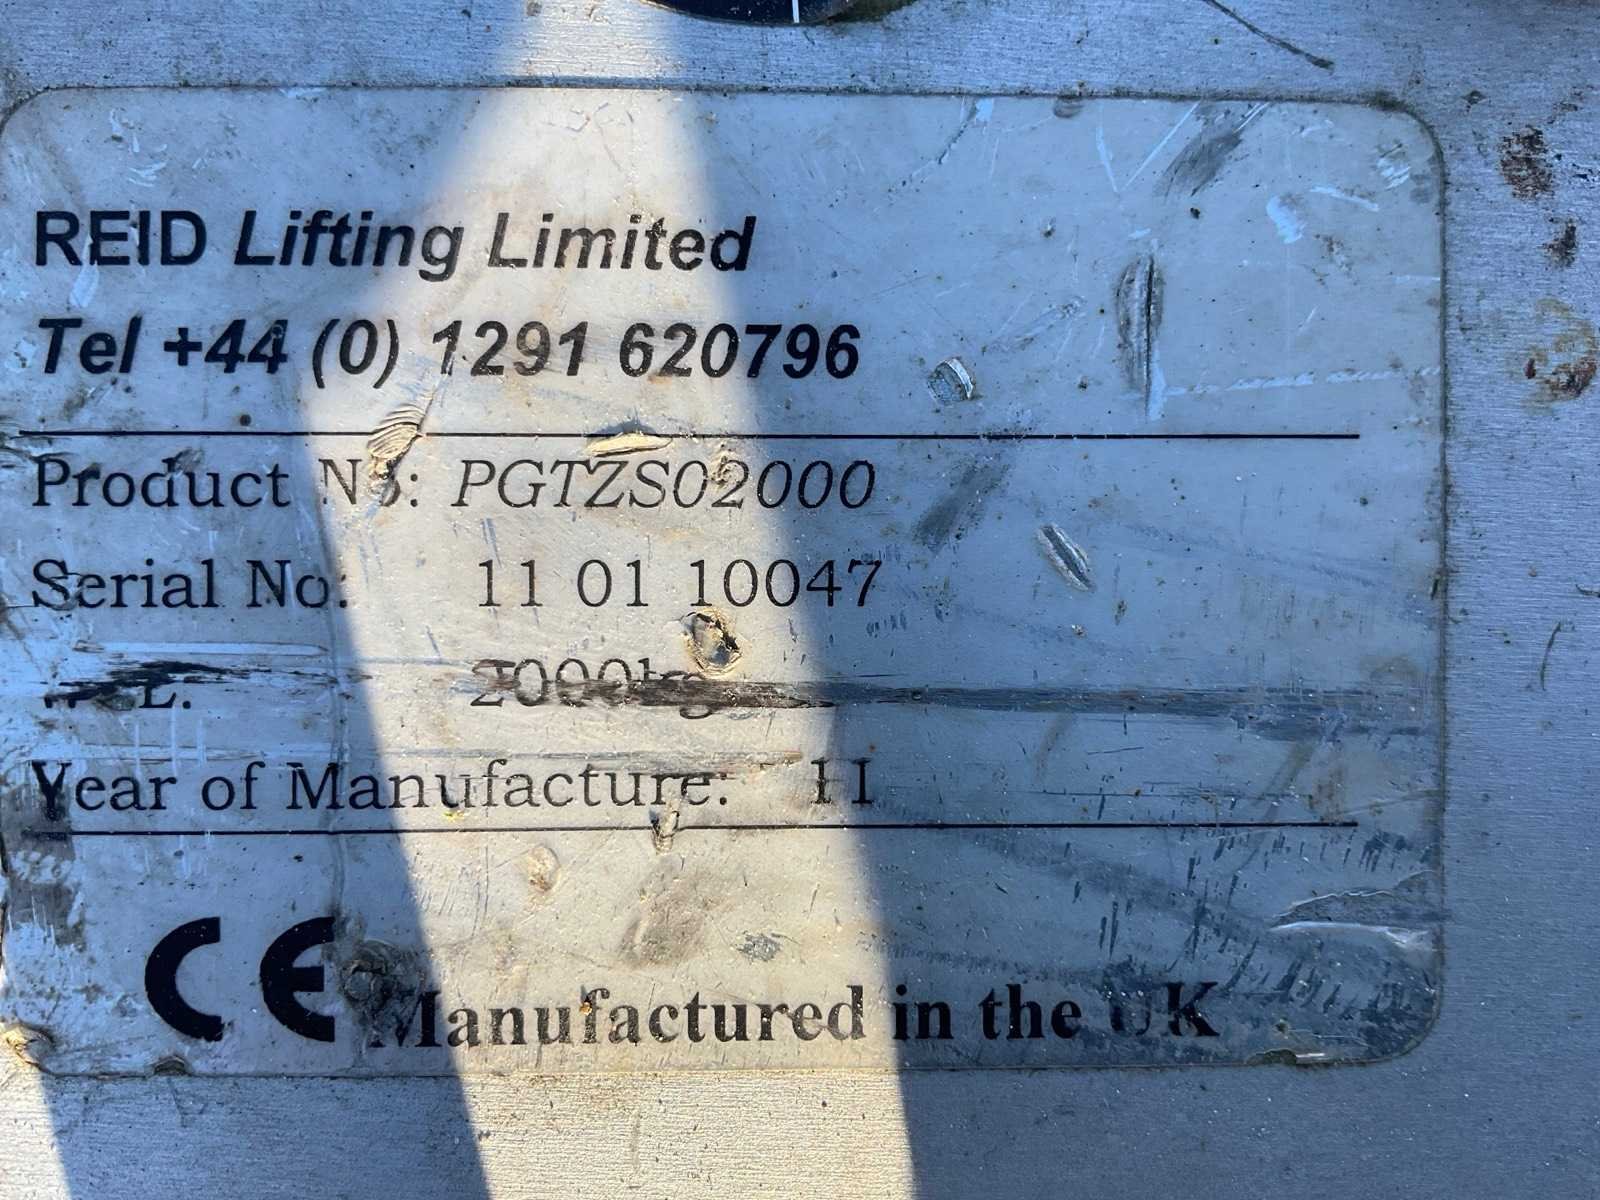 REID Lifting Limited
Tel +44 (0) 1291 620796
Product No: PGTZS02000
Serial No: 11 01 10047
2000kg
Year of Manufacture: 11
CE
Manufactured in the UK